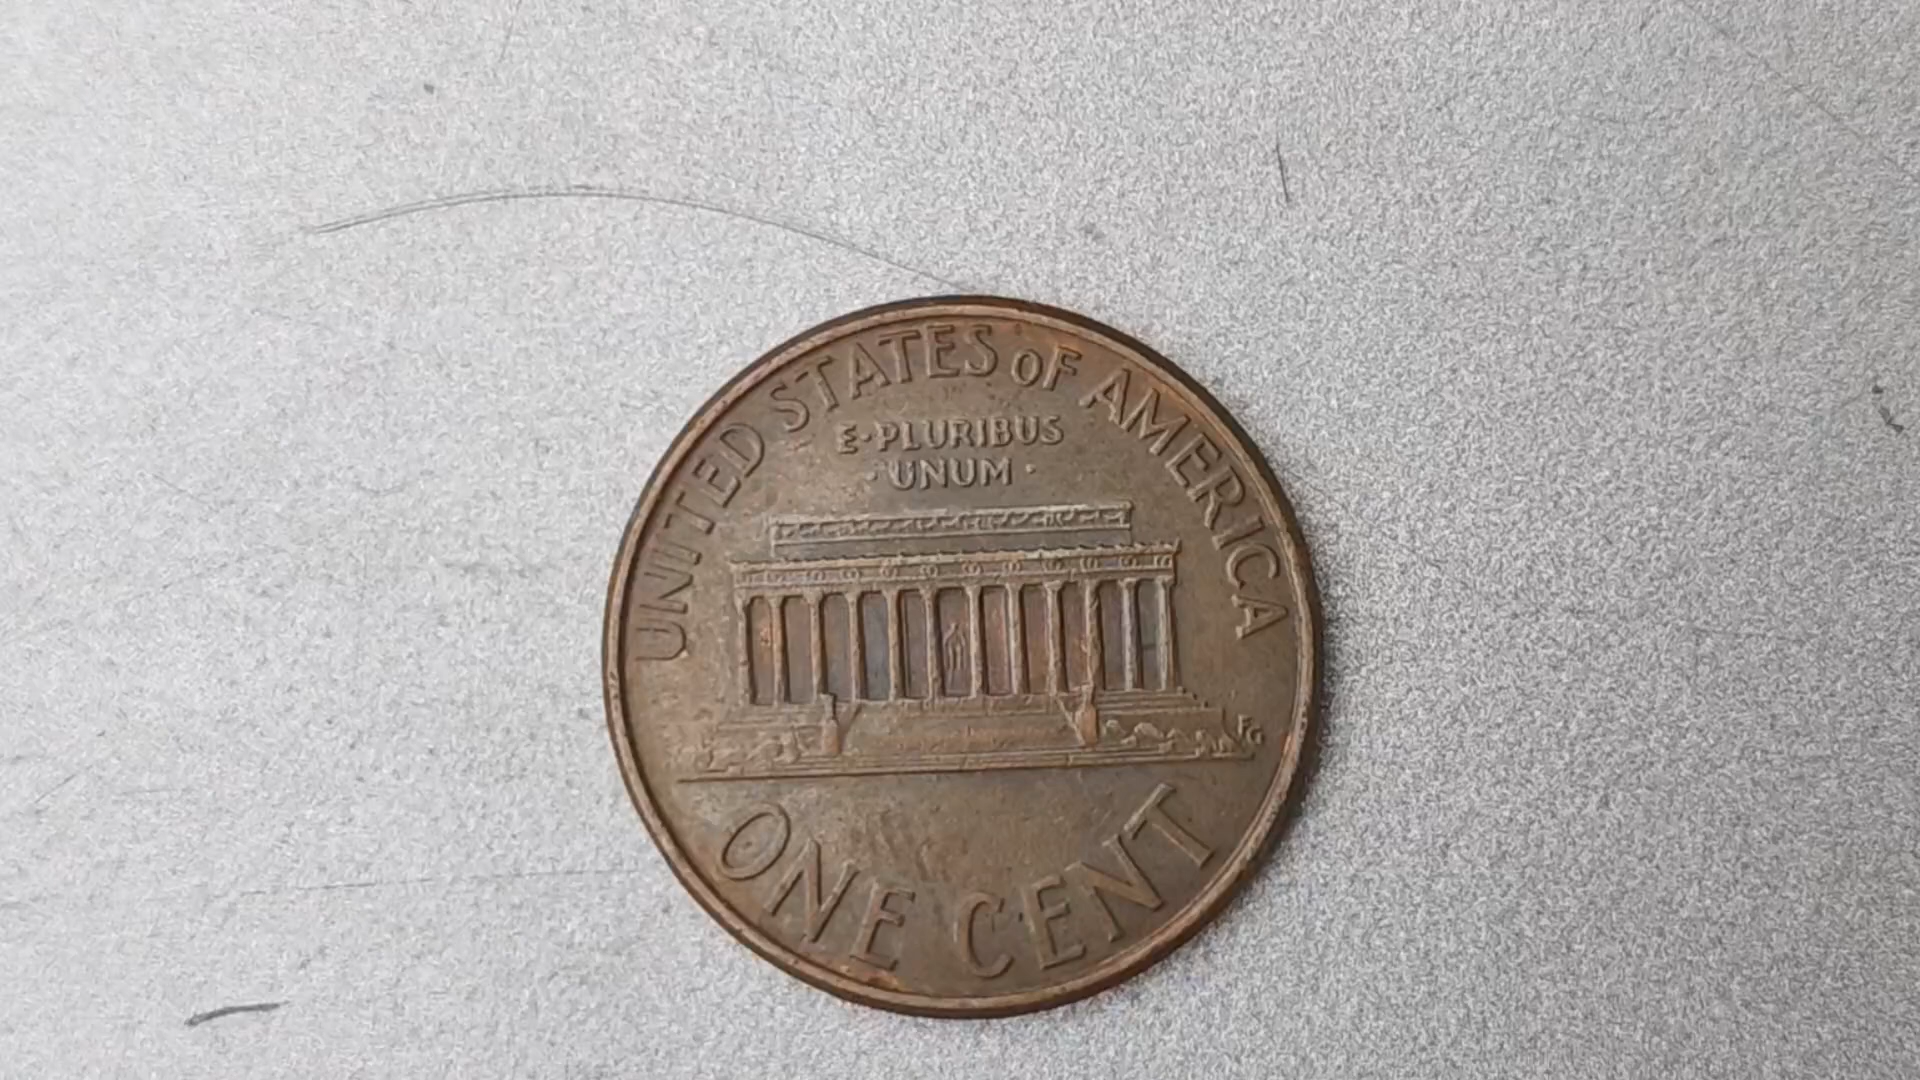 UNITED STATES OF AMERICA
E·PLURIBUS
·UNUM·
FG
ONE CENT